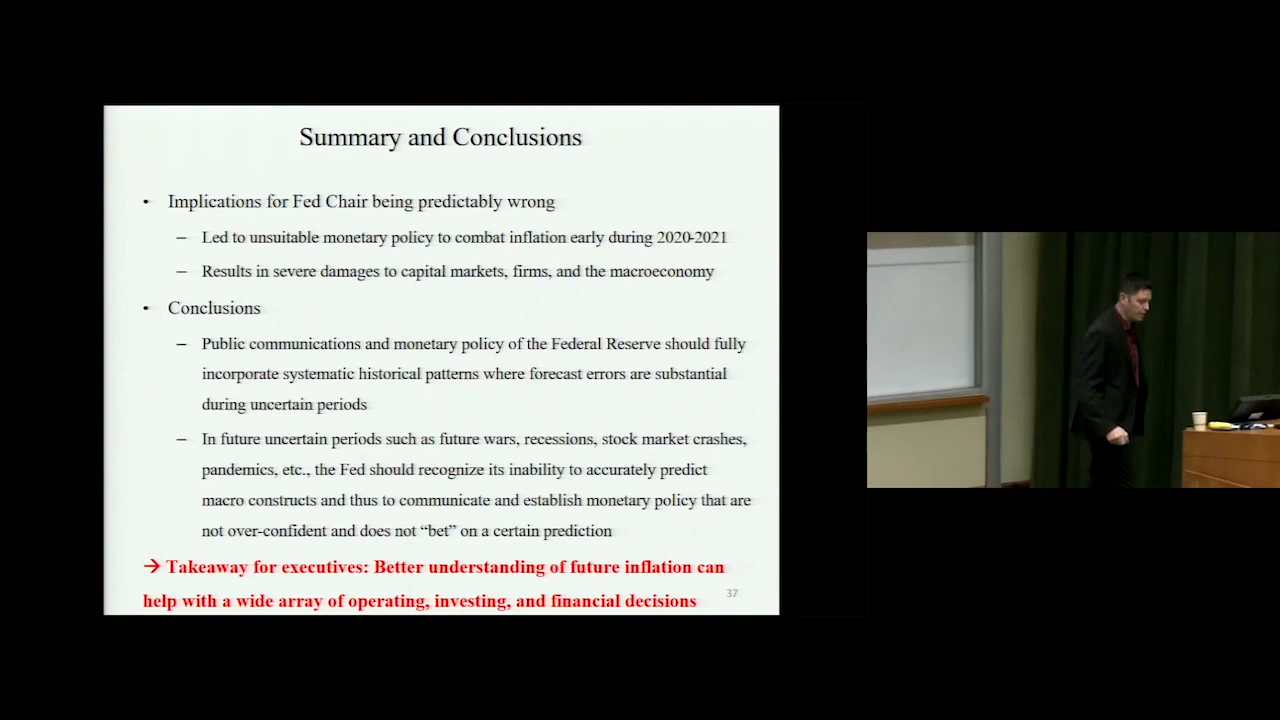 Summary and Conclusions
• Implications for Fed Chair being predictably wrong
– Led to unsuitable monetary policy to combat inflation early during 2020-2021
– Results in severe damages to capital markets, firms, and the macroeconomy
• Conclusions
– Public communications and monetary policy of the Federal Reserve should fully
incorporate systematic historical patterns where forecast errors are substantial
during uncertain periods
– In future uncertain periods such as future wars, recessions, stock market crashes,
pandemics, etc., the Fed should recognize its inability to accurately predict
macro constructs and thus to communicate and establish monetary policy that are
not over-confident and does not “bet” on a certain prediction
→ Takeaway for executives: Better understanding of future inflation can
help with a wide array of operating, investing, and financial decisions
37